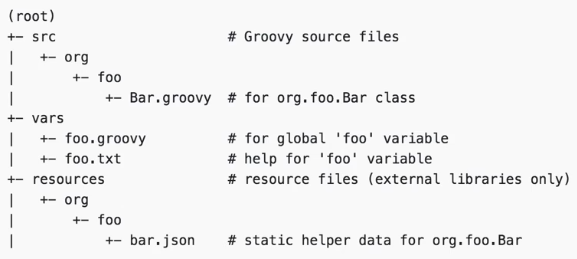 (root)
+- src                     # Groovy source files
|   +- org
|       +- foo
|           +- Bar.groovy  # for org.foo.Bar class
+- vars
|   +- foo.groovy          # for global 'foo' variable
|   +- foo.txt             # help for 'foo' variable
+- resources               # resource files (external libraries only)
|   +- org
|       +- foo
|           +- bar.json    # static helper data for org.foo.Bar